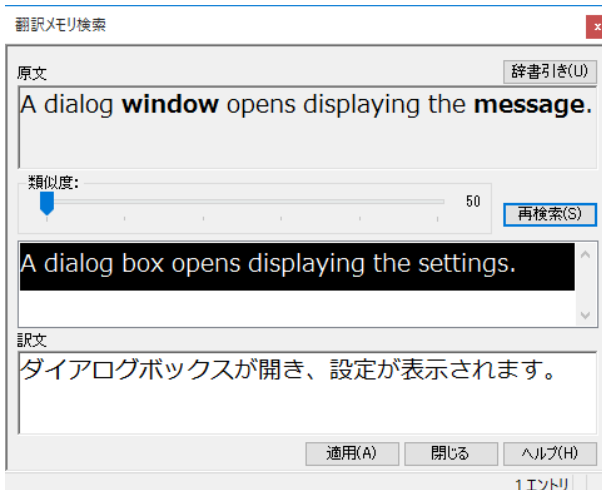 翻訳メモリ検索
x
原文
辞書引き(U)
A dialog window opens displaying the message.
類似度:
50
再検索(S)
A dialog box opens displaying the settings.
訳文
ダイアログボックスが開き、設定が表示されます。
適用(A) 閉じる ヘルプ(H)
1 エントリ